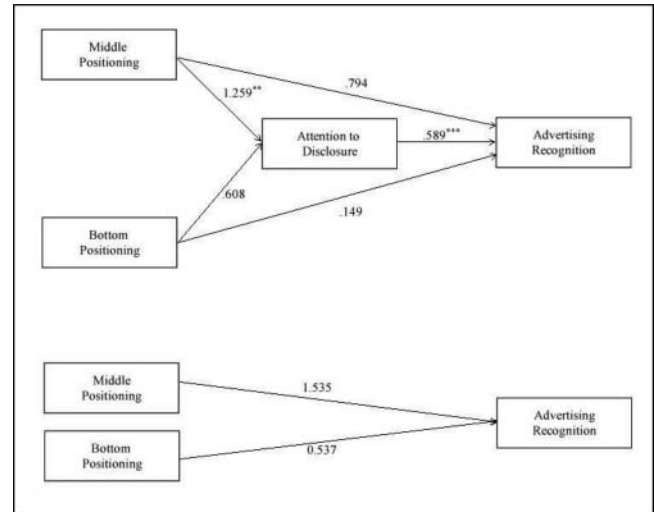 Middle
Positioning
.794
1.259**
Attention to
Disclosure
.589***
Advertising
Recognition
.608
.149
Bottom
Positioning
Middle
Positioning
1.535
Advertising
Recognition
Bottom
Positioning
0.537